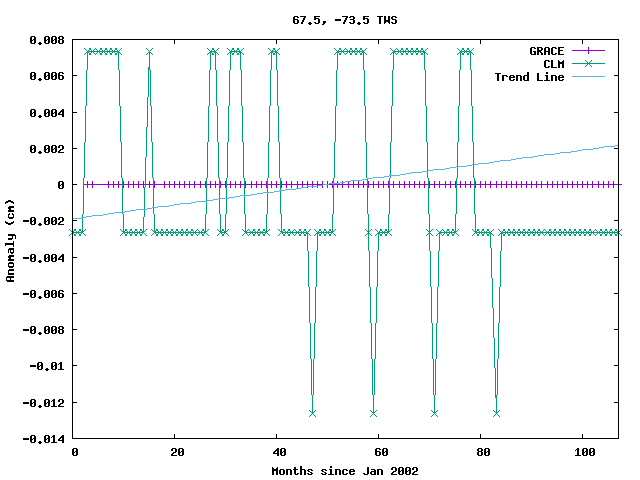 67.5, -73.5 TWS
GRACE
CLM
Trend Line
0.008
0.006
0.004
0.002
0
-0.002
-0.004
-0.006
-0.008
-0.01
-0.012
-0.014
Anomaly (cm)
0 20 40 60 80 100
Months since Jan 2002